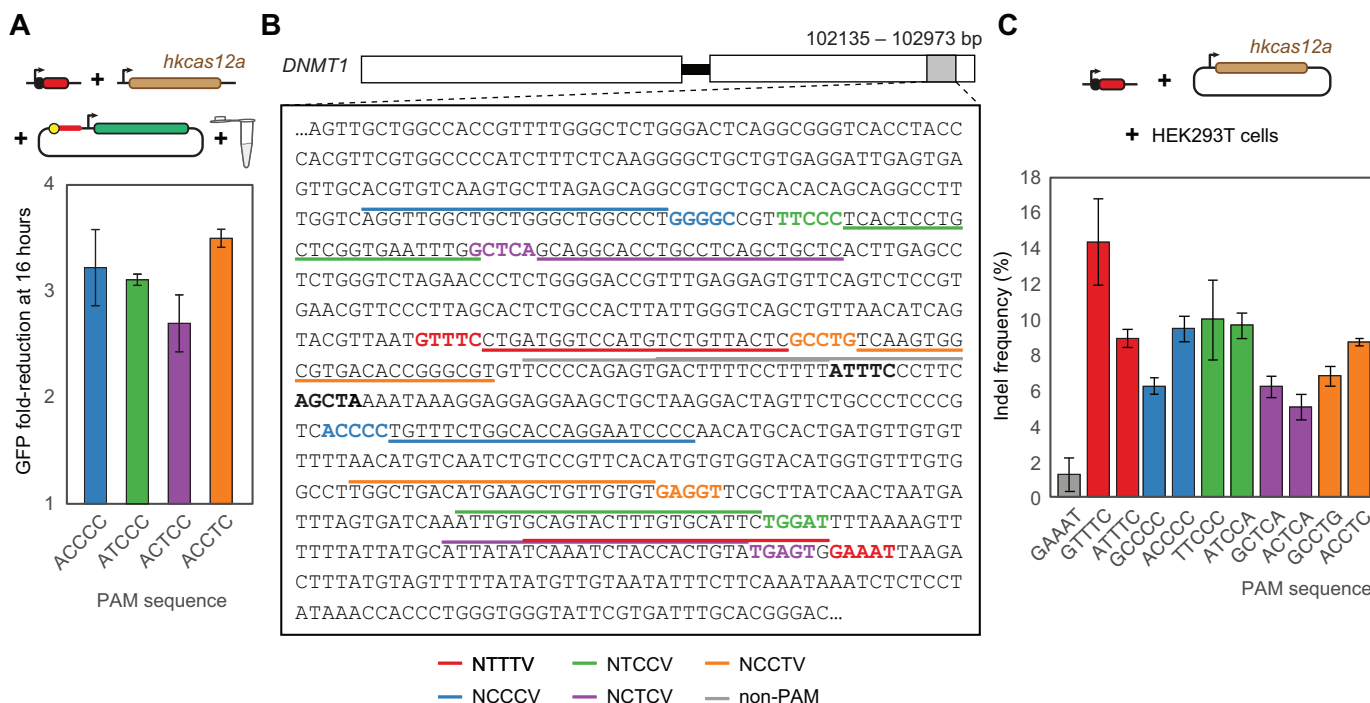 A
hkcas12a
+
+
+
GFP fold-reduction at 16 hours
4
3
2
1
ACCCC
ATCCC
ACTCC
ACCTC
PAM sequence
B
102135 – 102973 bp
DNMT1
...AGTTGCTGGCCACCGTTTTTGGGCTCTGGGACTCAGGCGGGTCACCTACC
CACGTTCGTGGCCCCATCTTTCTCAAGGGGCTGCTGTGAGGATTGAGTGA
GTTGCACGTGTCAAGTGCTTAGAGCAGGCGTGCTGCACACAGCAGGCCTT
TGGTCAGGTTGGCTGCTGGGCTGGCCCTGGGGCCGTTTCCCTCACTCCTG
CTCGGTGAATTTGGCTCAGCAGGCACCTGCCTCAGCTGCTCACTTGAGCC
TCTGGGTCTAGAACCCTCTGGGGACCGTTTGAGGAGTGTTCAGTCTCCGT
GAACGTTCCCTTAGCACTCTGCCACTTATTGGGTCAGCTGTTAACATCAG
TACGTTAATGTTTCCTGATGGTCCATGTCTGTTACTCGCCTGTCAAGTGG
CGTGACACCGGGCGTGTTCCCCAGAGTGACTTTTCCTTTTATTTCCCTTC
AGCTAAAATAAAGGAGGAGGAAGCTGCTAAGGACTAGTTCTGCCCTCCCG
TCACCCCTGTTTCTGGCACCAGGAATCCCCAACATGCACTGATGTTGTGT
TTTTAACATGTCAATCTGTCCGTTCACATGTGTGGTACATGGTGTTTGTG
GCCTTGGCTGACATGAAGCTGTTGTGTGAGGTTCGCTTATCAACTAATGA
TTTAGTGATCAAATTGTGCAGTACTTTGTGCATTCTGGATTTTAAAAGTT
TTTTATTATGCATTATATCAAATCTACCACTGTATGAGTGGAAATTAAGA
CTTTATGTAGTTTTTATATGTTGTAATATTTCTTCAAATAAATCTCTCCT
ATAAACCACCCTGGGTGGGTATTCGTGATTTGCACGGGAC...
NTTTV
NTCCV
NCCTV
NCCCV
NCTCV
non-PAM
C
hkcas12a
+
+ HEK293T cells
Indel frequency (%)
18
16
14
12
10
8
6
4
2
0
GAAAT
GTTTC
ATTTC
GCCCC
ACCCC
TTCCC
ATCCA
GCTCA
ACTCA
GCCTG
ACCTC
PAM sequence